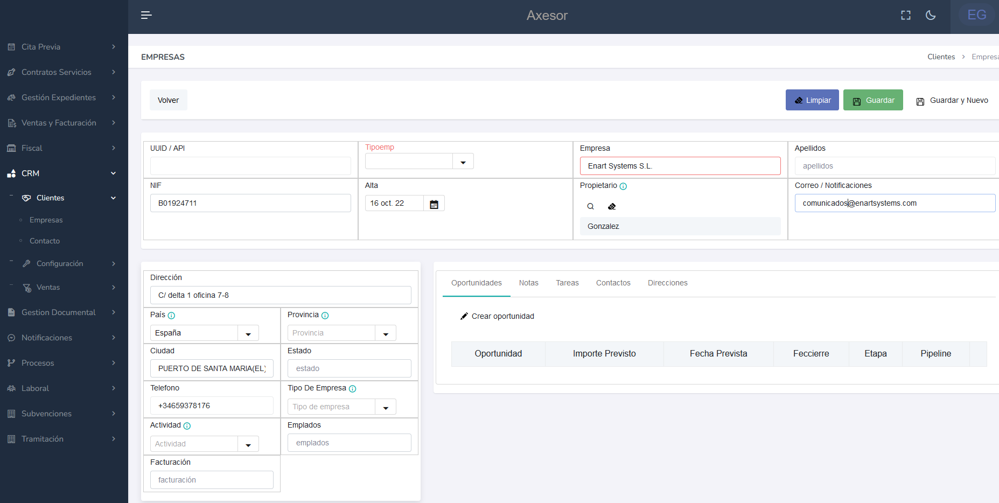 Axesor
EG
Cita Previa
Contratos Servicios
Gestión Expedientes
Ventas y Facturación
Fiscal
CRM
Clientes
Empresas
Contacto
Configuración
Ventas
Gestion Documental
Notificaciones
Procesos
Laboral
Subvenciones
Tramitación
EMPRESAS
Clientes > Empresa
Volver
Limpiar
Guardar
Guardar y Nuevo
UUID / API
Tipoemp
Empresa
Enart Systems S.L.
Apellidos
apellidos
NIF
B01924711
Alta
16 oct. 22
Propietario
Gonzalez
Correo / Notificaciones
comunicados@enartsystems.com
Dirección
C/ delta 1 oficina 7-8
País
España
Provincia
Provincia
Ciudad
PUERTO DE SANTA MARIA(EL)
Estado
estado
Telefono
+34659378176
Tipo De Empresa
Tipo de empresa
Actividad
Actividad
Emplados
emplados
Facturación
facturación
Oportunidades Notas Tareas Contactos Direcciones
Crear oportunidad
Oportunidad Importe Previsto Fecha Prevista Feccierre Etapa Pipeline